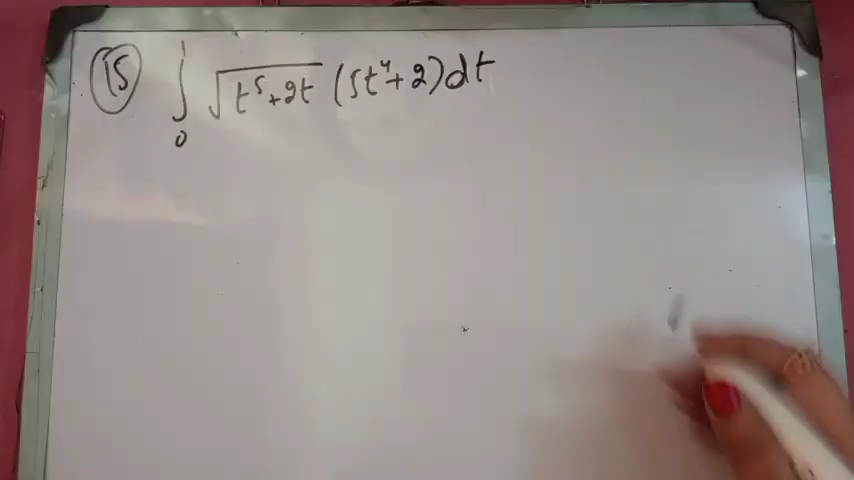 (15) ∫₀¹ √(t⁵+2t) (5t⁴+2)dt